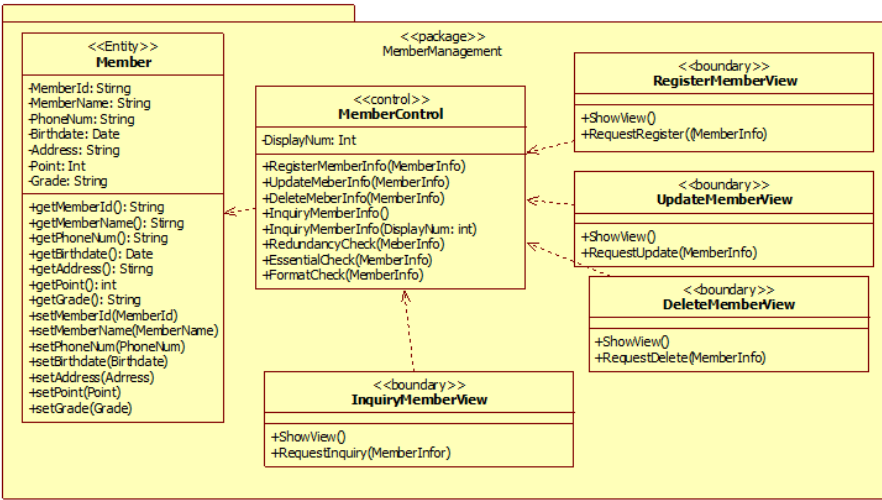 <<package>>
MemberManagement
<<Entity>>
Member
-MemberId: Stirng
-MemberName: String
-PhoneNum: String
-Birthdate: Date
-Address: String
-Point: Int
-Grade: String
+getMemberId(): String
+getMemberName(): Stirng
+getPhoneNum(): String
+getBirthdate(): Date
+getAddress(): Stirng
+getPoint(): int
+getGrade(): String
+setMemberId(MemberId)
+setMemberName(MemberName)
+setPhoneNum(PhoneNum)
+setBirthdate(Birthdate)
+setAddress(Adrress)
+setPoint(Point)
+setGrade(Grade)
<<control>>
MemberControl
-DisplayNum: Int
+RegisterMemberInfo(MemberInfo)
+UpdateMeberInfo(MemberInfo)
+DeleteMeberInfo(MemberInfo)
+InquiryMemberInfo()
+InquiryMemberInfo(DisplayNum: int)
+RedundancyCheck(MeberInfo)
+EssentialCheck(MemberInfo)
+FormatCheck(MemberInfo)
<<boundary>>
RegisterMemberView
+ShowView()
+RequestRegister((MemberInfo)
<<boundary>>
UpdateMemberView
+ShowView()
+RequestUpdate(MemberInfo)
<<boundary>>
DeleteMemberView
+ShowView()
+RequestDelete(MemberInfo)
<<boundary>>
InquiryMemberView
+ShowView()
+RequestInquiry(MemberInfor)